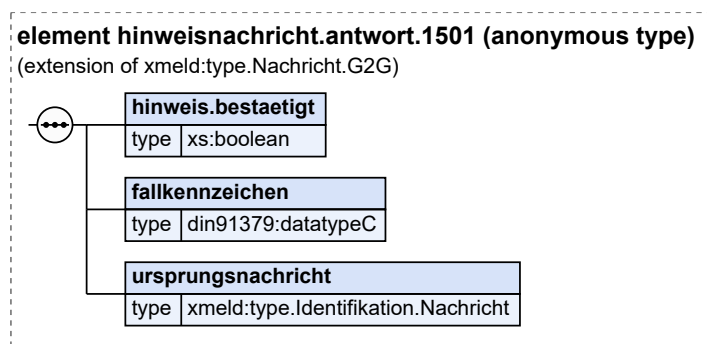 element hinweisnachricht.antwort.1501 (anonymous type)
(extension of xmeld:type.Nachricht.G2G)
hinweis.bestaetigt
type xs:boolean
fallkennzeichen
type din91379:datatypeC
ursprungsnachricht
type xmeld:type.Identifikation.Nachricht